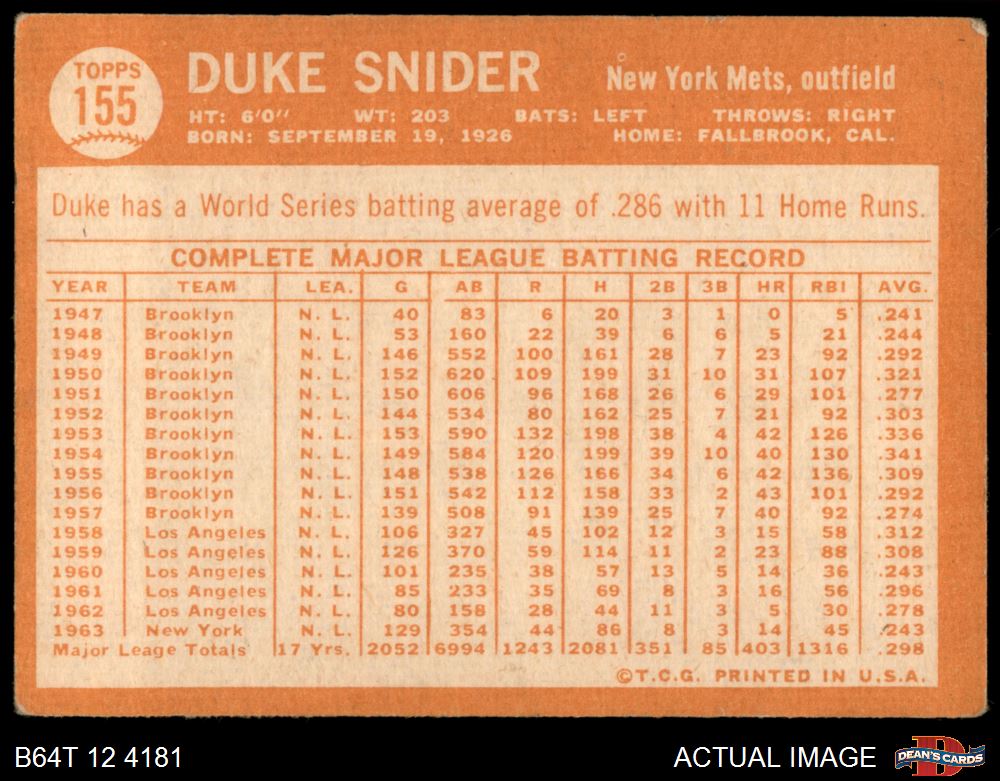 TOPPS
155
DUKE SNIDER
New York Mets, outfield
HT: 6'0" WT: 203 BATS: LEFT THROWS: RIGHT
BORN: SEPTEMBER 19, 1926 HOME: FALLBROOK, CAL.
Duke has a World Series batting average of .286 with 11 Home Runs.
COMPLETE MAJOR LEAGUE BATTING RECORD
YEAR TEAM LEA. G AB R H 2B 3B HR RBI AVG.
1947 Brooklyn N. L. 40 83 6 20 3 1 0 5 .241
1948 Brooklyn N. L. 53 160 22 39 6 6 5 21 .244
1949 Brooklyn N. L. 146 552 100 161 28 7 23 92 .292
1950 Brooklyn N. L. 152 620 109 199 31 10 31 107 .321
1951 Brooklyn N. L. 150 606 96 168 26 6 29 101 .277
1952 Brooklyn N. L. 144 534 80 162 25 7 21 92 .303
1953 Brooklyn N. L. 153 590 132 198 38 4 42 126 .336
1954 Brooklyn N. L. 149 584 120 199 39 10 40 130 .341
1955 Brooklyn N. L. 148 538 126 166 34 6 42 136 .309
1956 Brooklyn N. L. 151 542 112 158 33 2 43 101 .292
1957 Brooklyn N. L. 139 508 91 139 25 7 40 92 .274
1958 Los Angeles N. L. 106 327 45 102 12 3 15 58 .312
1959 Los Angeles N. L. 126 370 59 114 11 2 23 88 .308
1960 Los Angeles N. L. 101 235 38 57 13 5 14 36 .243
1961 Los Angeles N. L. 85 233 35 69 8 3 16 56 .296
1962 Los Angeles N. L. 80 158 28 44 11 3 5 30 .278
1963 New York N. L. 129 354 44 86 8 3 14 45 .243
Major Leage Totals 17 Yrs. 2052 6994 1243 2081 351 85 403 1316 .298
©T.C.G. PRINTED IN U.S.A.
B64T 12 4181 ACTUAL IMAGE
DEAN'S CARDS